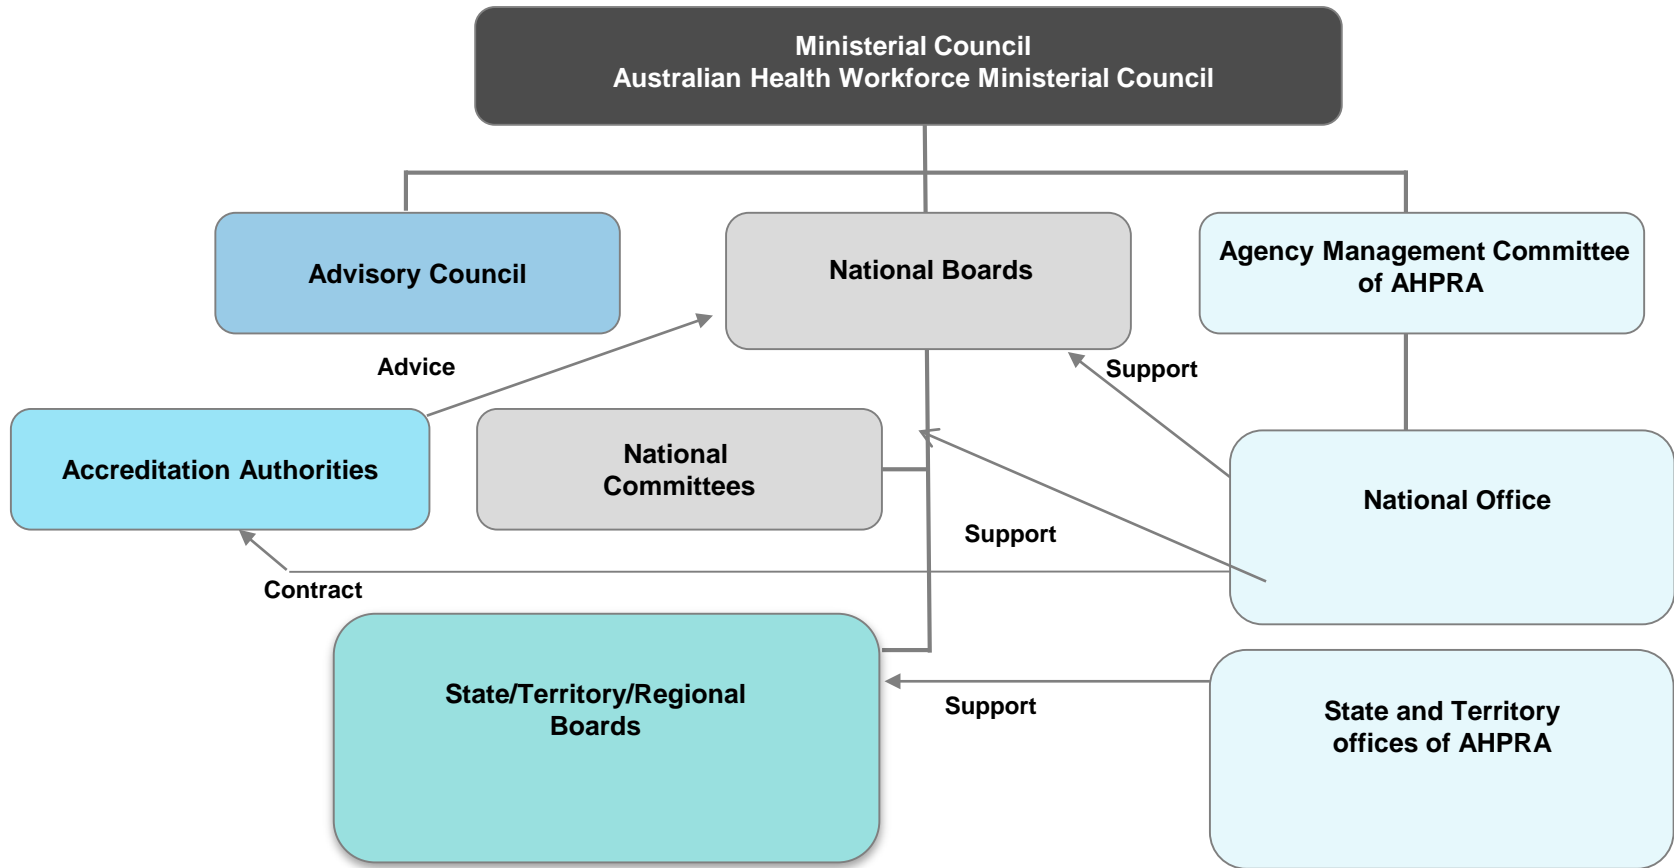 Ministerial Council
Australian Health Workforce Ministerial Council
Advisory Council
National Boards
Agency Management Committee
of AHPRA
Advice
Support
Accreditation Authorities
National
Committees
National Office
Support
Contract
State/Territory/Regional
Boards
Support
State and Territory
offices of AHPRA